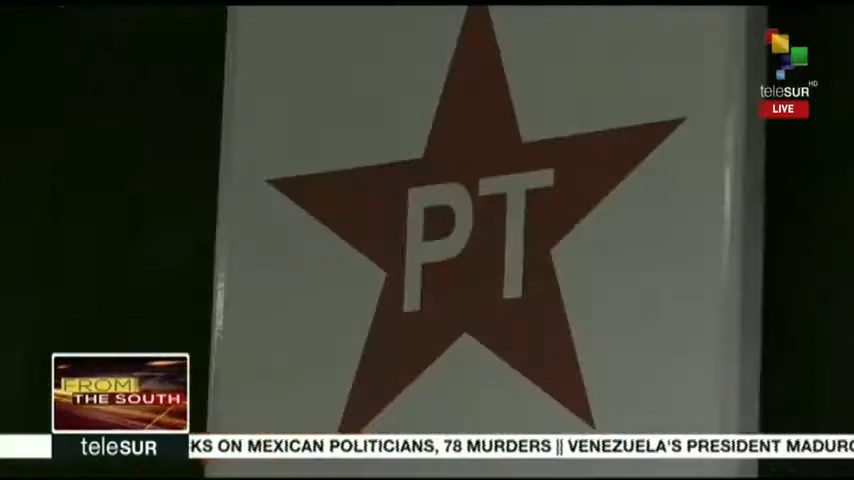 PT
teleSUR HD
LIVE
FROM
THE SOUTH
teleSUR
KS ON MEXICAN POLITICIANS, 78 MURDERS || VENEZUELA'S PRESIDENT MADURO